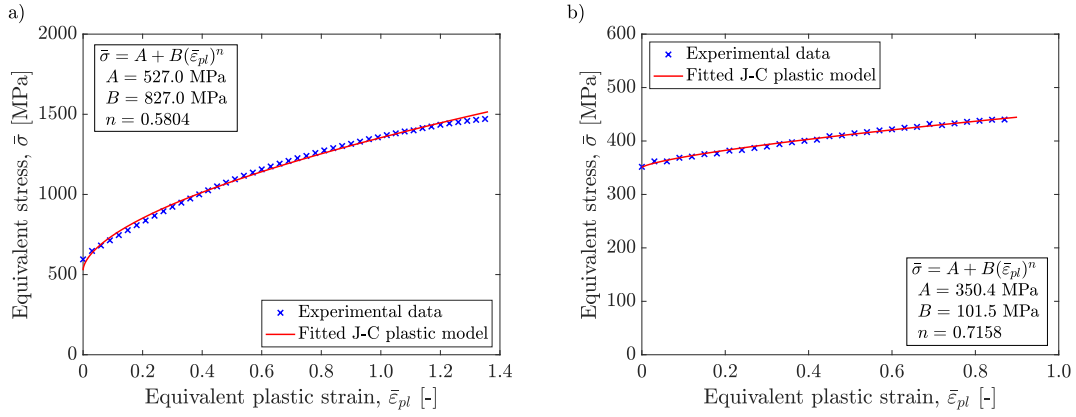 a)
2000
1500
1000
500
0
Equivalent stress, σ̄ [MPa]
σ̄ = A + B(ε̄pl)ⁿ
A = 527.0 MPa
B = 827.0 MPa
n = 0.5804
Experimental data
Fitted J-C plastic model
0 0.2 0.4 0.6 0.8 1.0 1.2 1.4
Equivalent plastic strain, ε̄pl [-]
b)
600
500
400
300
200
100
0
Equivalent stress, σ̄ [MPa]
Experimental data
Fitted J-C plastic model
σ̄ = A + B(ε̄pl)ⁿ
A = 350.4 MPa
B = 101.5 MPa
n = 0.7158
0 0.2 0.4 0.6 0.8 1.0
Equivalent plastic strain, ε̄pl [-]